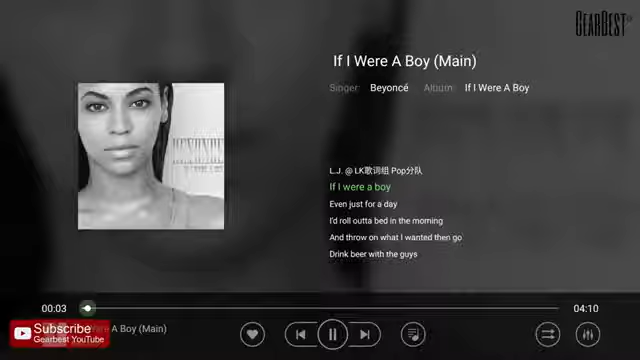 GEARBEST
If I Were A Boy (Main)
Singer: Beyoncé Album: If I Were A Boy
L.J. @ LK歌词组 Pop分队
If I were a boy
Even just for a day
I'd roll outta bed in the morning
And throw on what I wanted then go
Drink beer with the guys
00:03 04:10
Subscribe Were A Boy (Main)
Gearbest YouTube